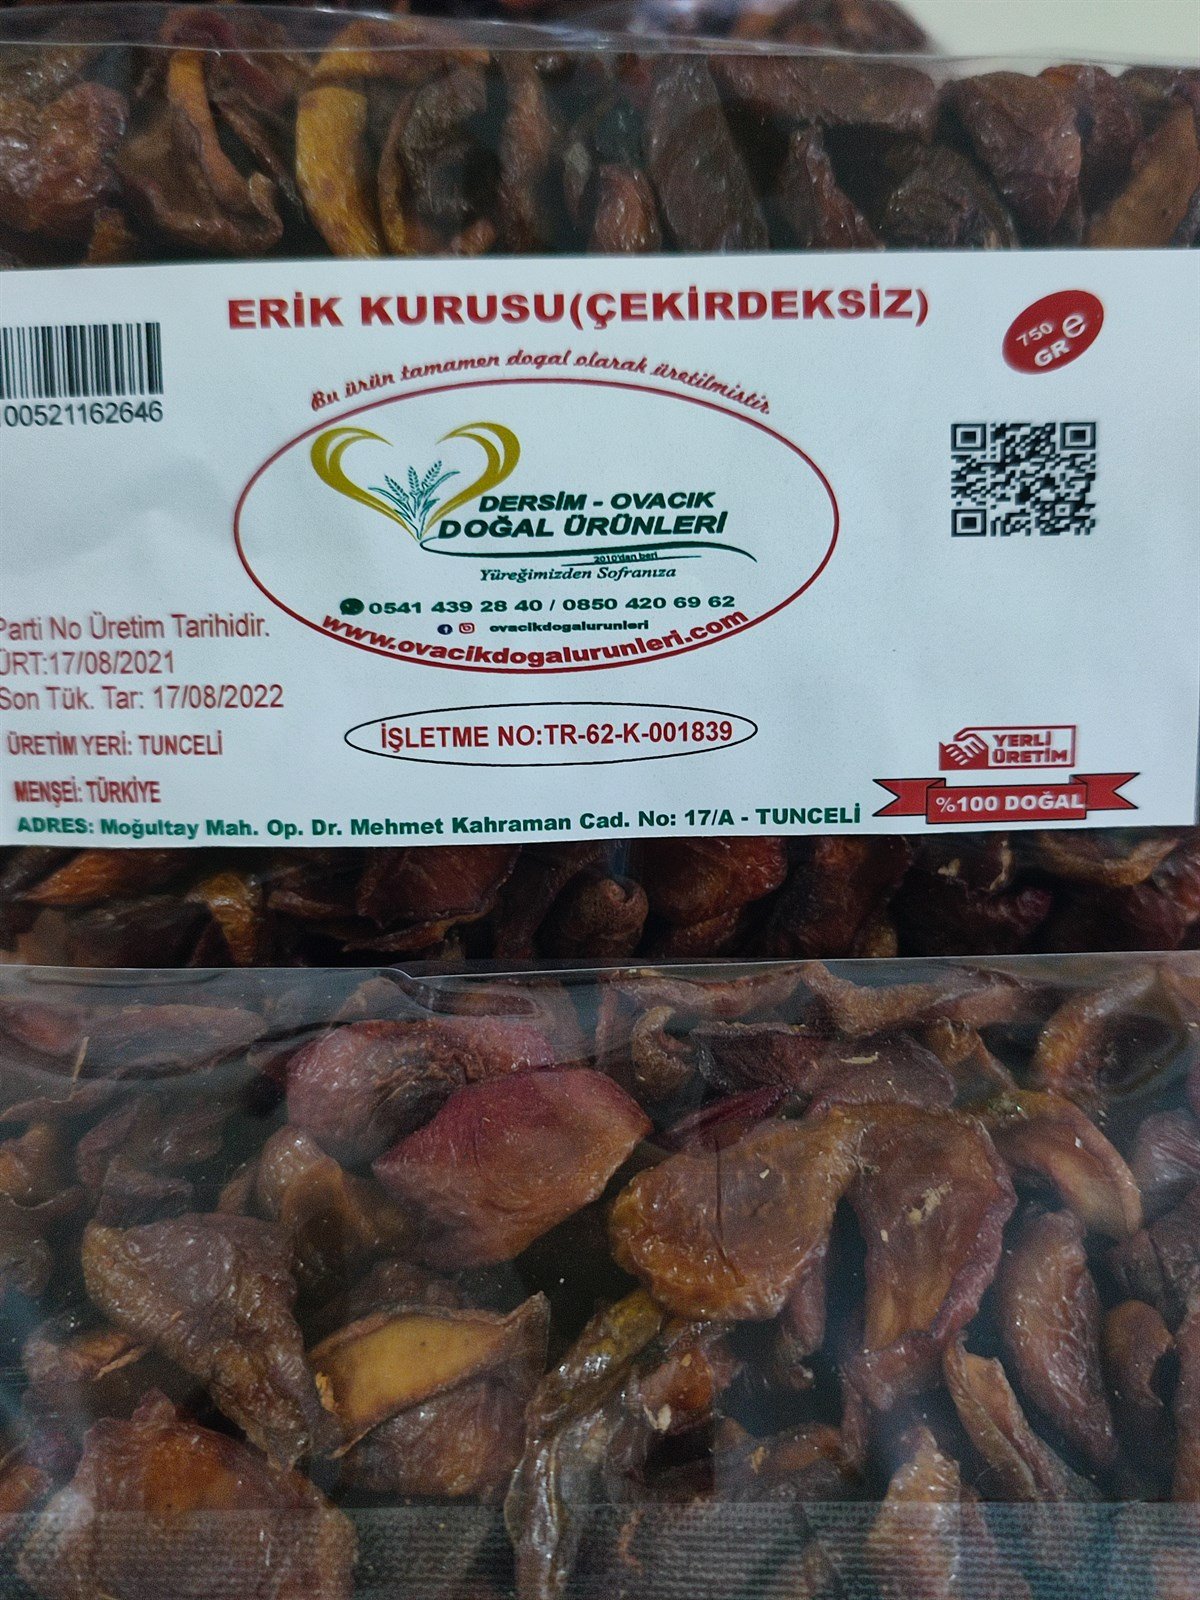 ERİK KURUSU(ÇEKİRDEKSİZ)
750
GR e
Bu ürün tamamen dogal olarak üretilmistir.
00521162646
DERSİM - OVACIK
DOĞAL ÜRÜNLERİ
2010'dan beri
Yüreğimizden Sofranıza
0541 439 28 40 / 0850 420 69 62
ovacikdogalurunleri
www.ovacikdogalurunleri.com
Parti No Üretim Tarihidir.
ÜRT:17/08/2021
Son Tük. Tar: 17/08/2022
ÜRETİM YERİ: TUNCELİ
MENŞEİ: TÜRKİYE
İŞLETME NO:TR-62-K-001839
YERLİ
ÜRETİM
%100 DOĞAL
ADRES: Moğultay Mah. Op. Dr. Mehmet Kahraman Cad. No: 17/A - TUNCELİ